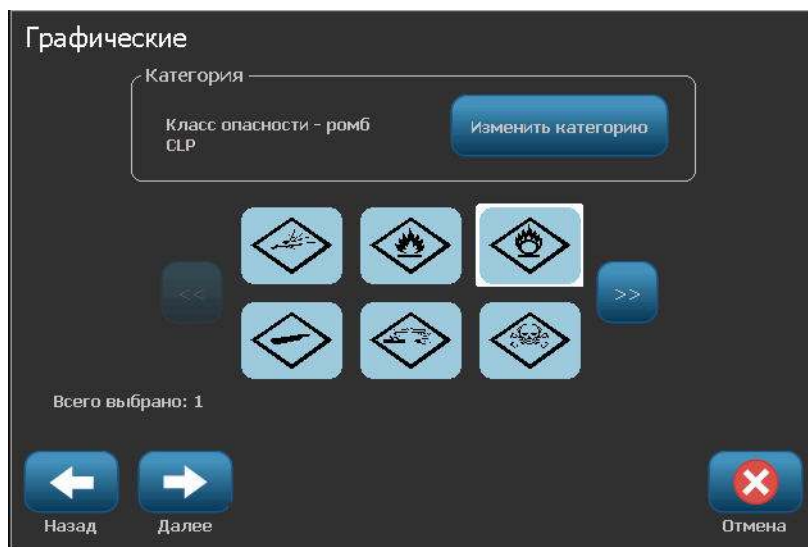 Графические
Категория
Класс опасности - ромб
CLP
Изменить категорию
<<
>>
Всего выбрано: 1
Назад
Далее
Отмена